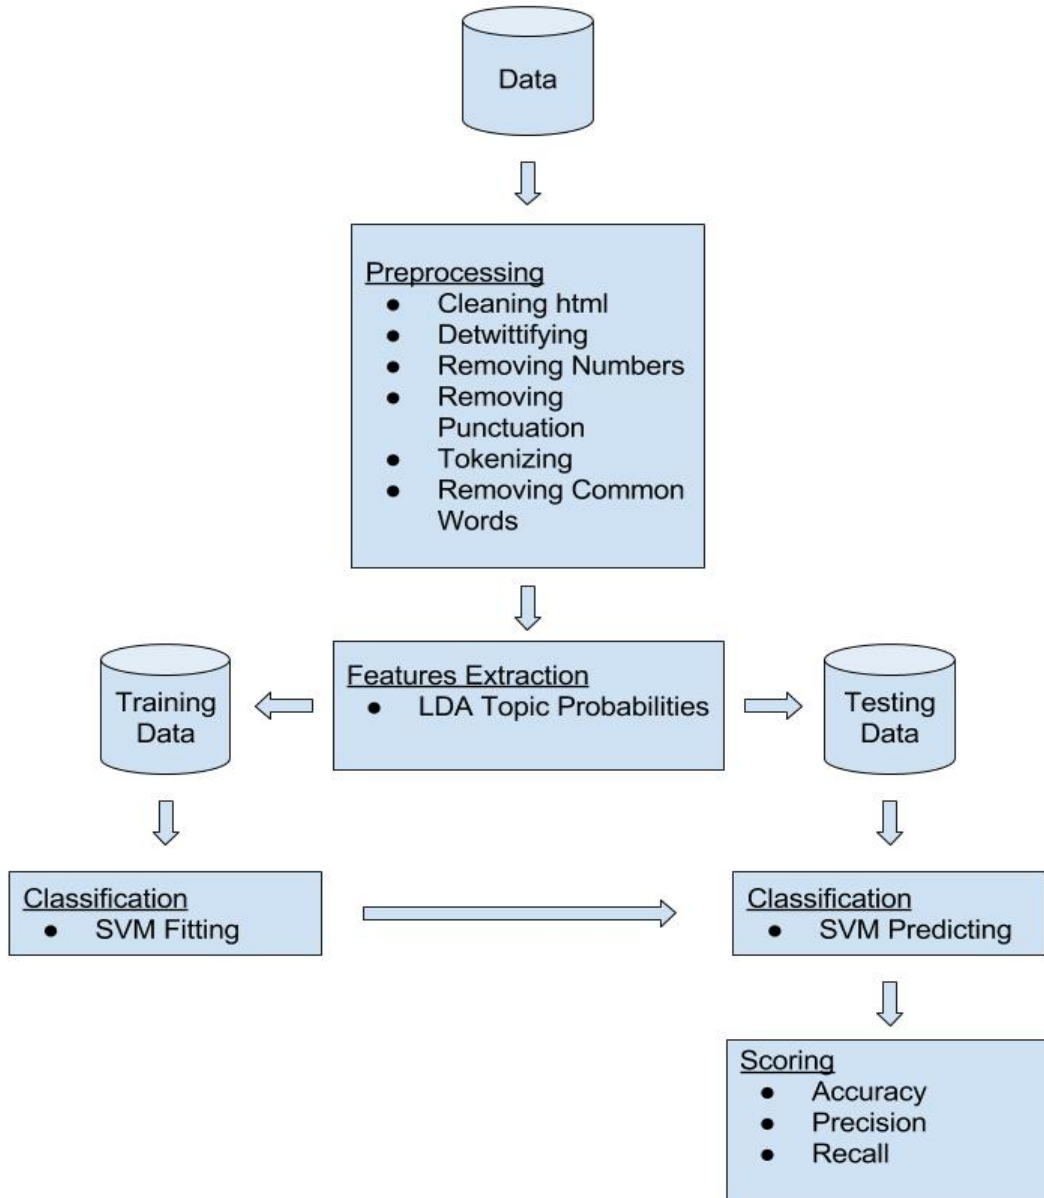 Data
Preprocessing
● Cleaning html
● Detwittifying
● Removing Numbers
● Removing
Punctuation
● Tokenizing
● Removing Common
Words
Features Extraction
● LDA Topic Probabilities
Training
Data
Testing
Data
Classification
● SVM Fitting
Classification
● SVM Predicting
Scoring
● Accuracy
● Precision
● Recall